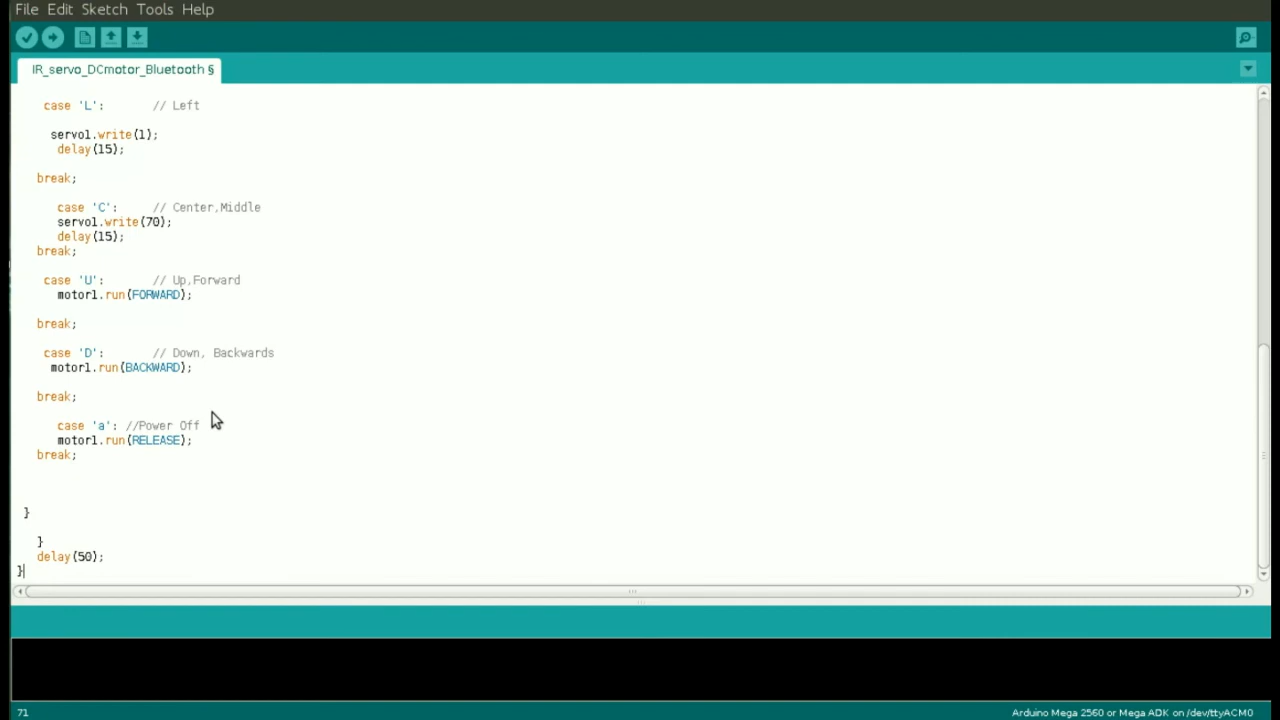 File Edit Sketch Tools Help
IR_servo_DCmotor_Bluetooth §
case 'L': // Left
servo1.write(1);
delay(15);
break;
case 'C': // Center,Middle
servo1.write(70);
delay(15);
break;
case 'U': // Up,Forward
motor1.run(FORWARD);
break;
case 'D': // Down, Backwards
motor1.run(BACKWARD);
break;
case 'a': //Power Off
motor1.run(RELEASE);
break;
}
}
delay(50);
}
71
Arduino Mega 2560 or Mega ADK on /dev/ttyACM0